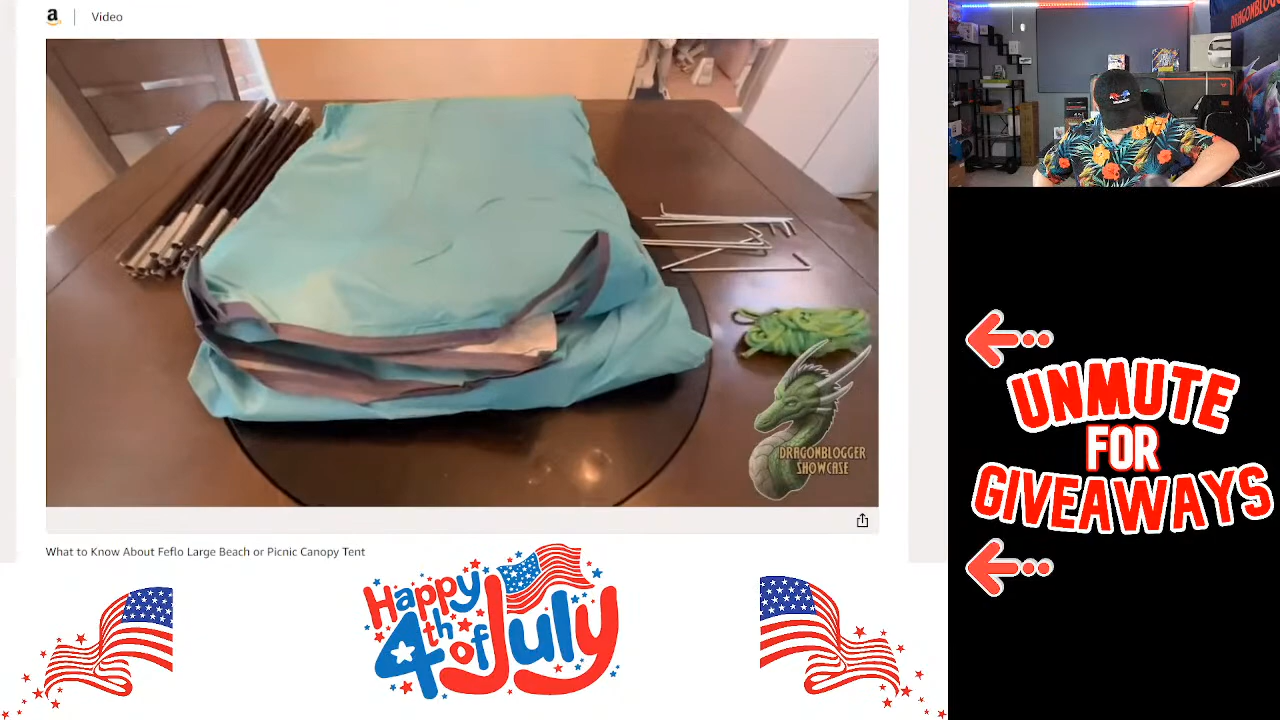 Video
DRAGONBLOGGER
DRAGONBLOGGER
SHOWCASE
UNMUTE
FOR
GIVEAWAYS
What to Know About Feflo Large Beach or Picnic Canopy Tent
Happy
4th of July